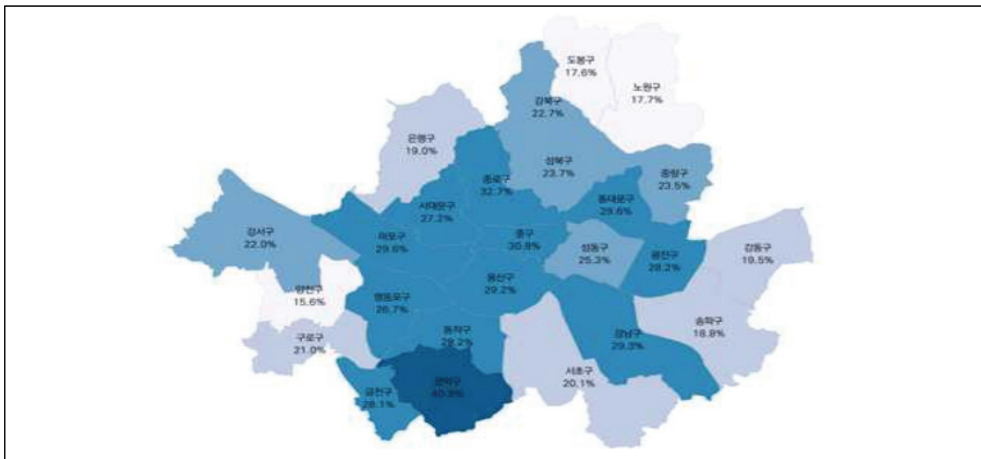 도봉구
17.6%
노원구
17.7%
강북구
22.7%
은평구
19.0%
성북구
23.7%
중랑구
23.5%
종로구
32.7%
서대문구
27.2%
동대문구
29.6%
강서구
22.0%
마포구
29.6%
중구
30.8%
성동구
25.3%
광진구
28.2%
강동구
19.5%
양천구
15.6%
용산구
29.2%
영등포구
26.7%
송파구
18.8%
구로구
21.0%
동작구
28.2%
강남구
29.3%
서초구
20.1%
금천구
28.1%
관악구